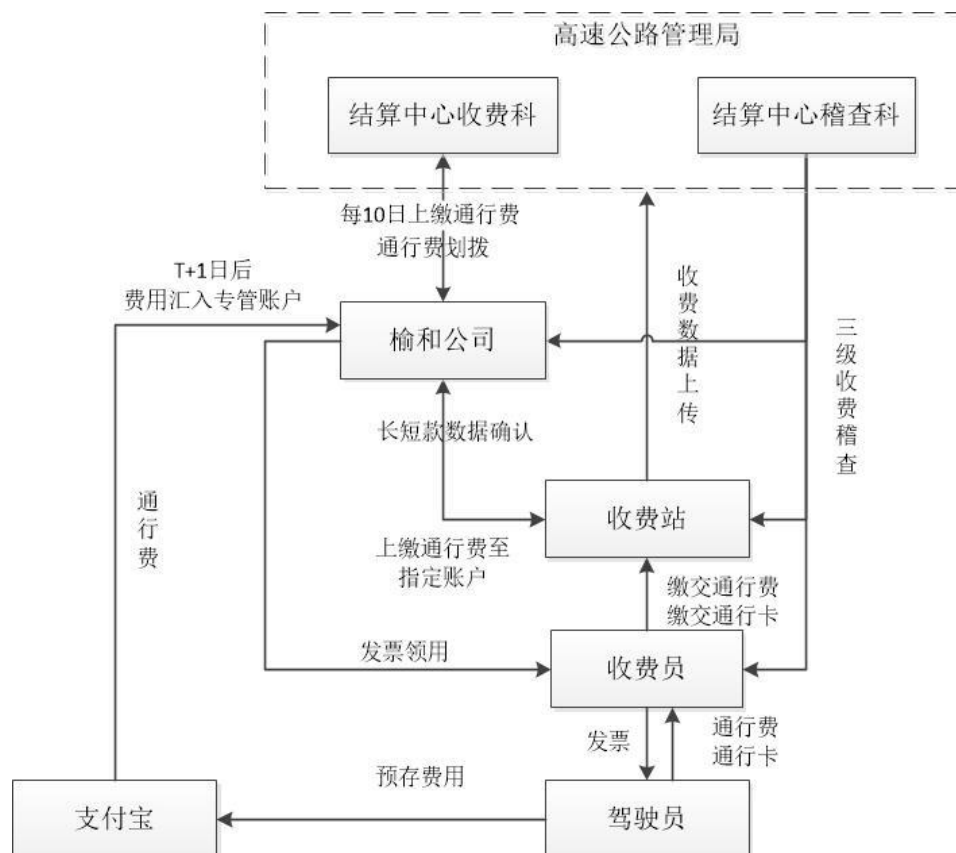 高速公路管理局
结算中心收费科
结算中心稽查科
每10日上缴通行费
通行费划拨
T+1日后
费用汇入专管账户
榆和公司
收费数据上传
三级收费稽查
长短款数据确认
通行费
收费站
上缴通行费至
指定账户
缴交通行费
缴交通行卡
发票领用
收费员
发票
通行费
通行卡
预存费用
支付宝
驾驶员